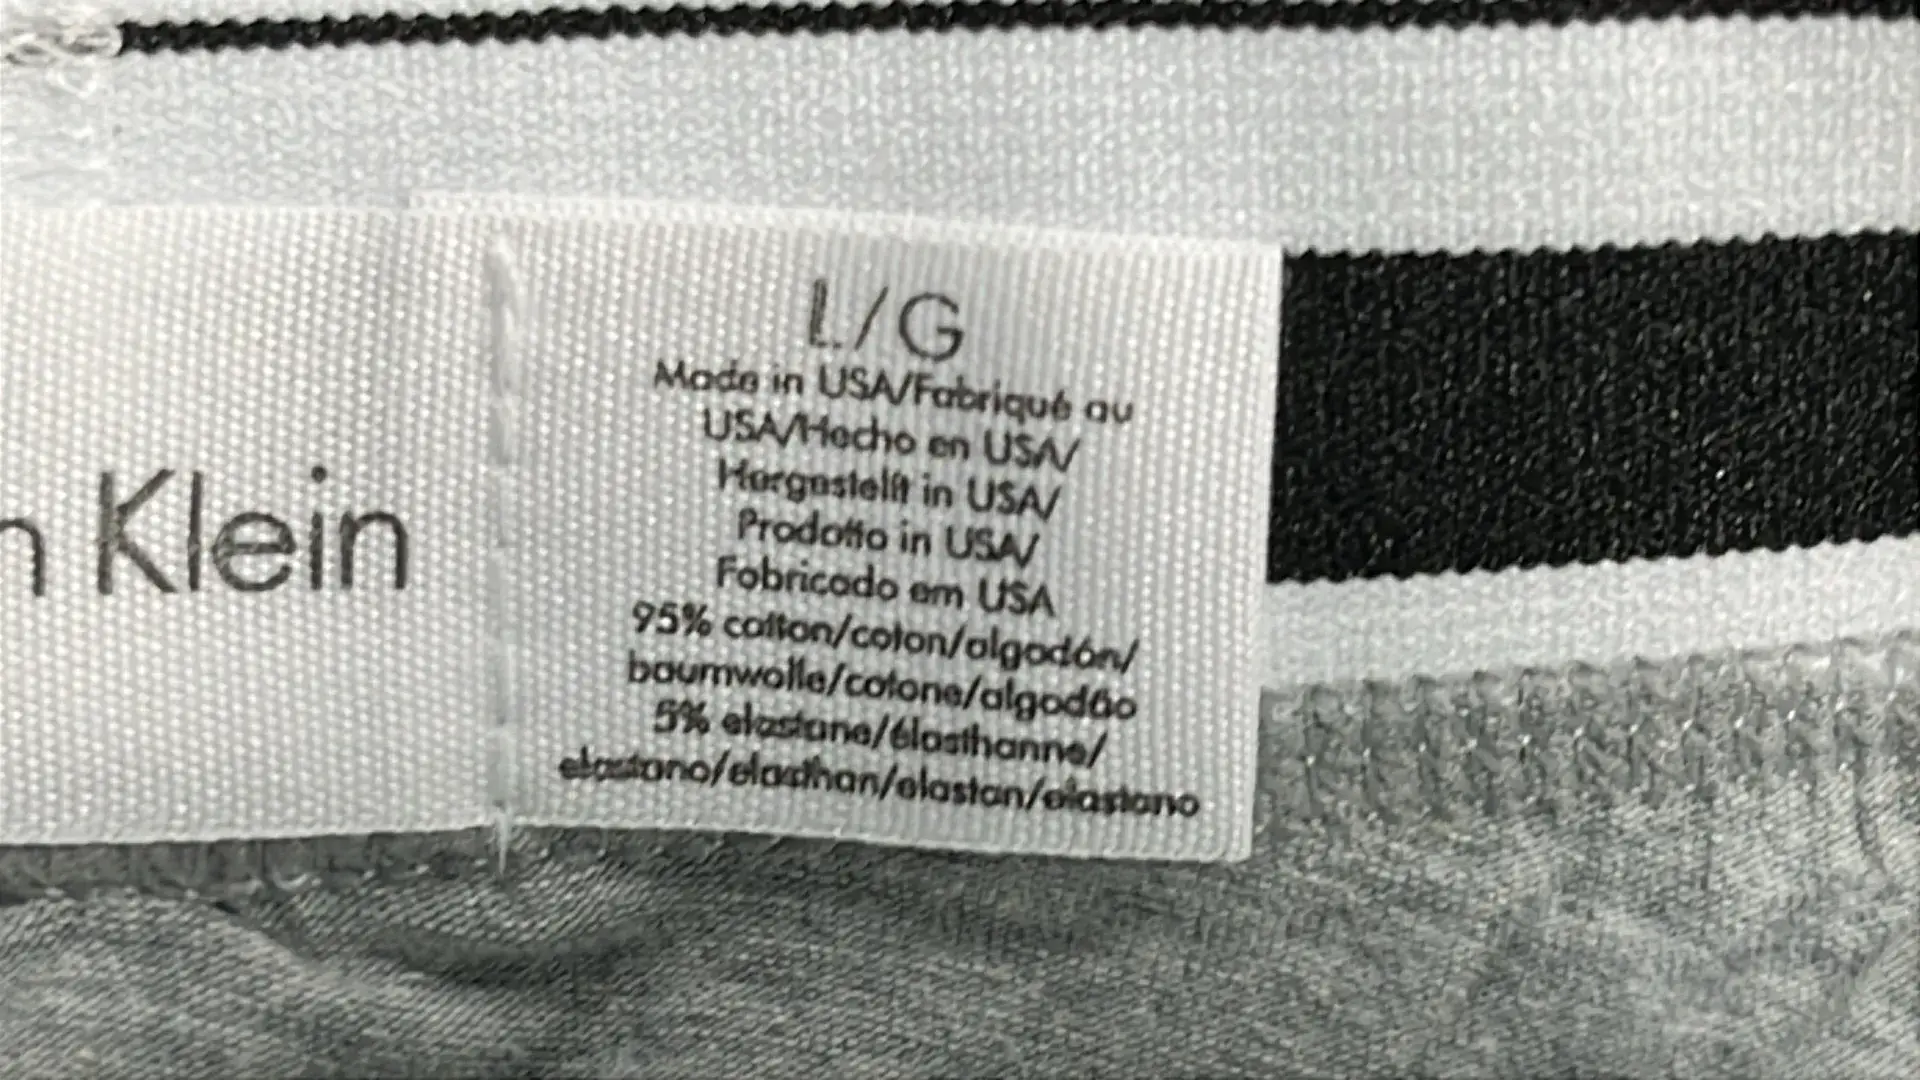 n Klein
L/G
Made in USA/Fabriqué au
USA/Hecho en USA/
Hergestellt in USA/
Prodotto in USA/
Fabricado em USA
95% cotton/coton/algodón/
baumwolle/cotone/algodão
5% elastane/élasthanne/
elastano/elasthan/elastan/elastano